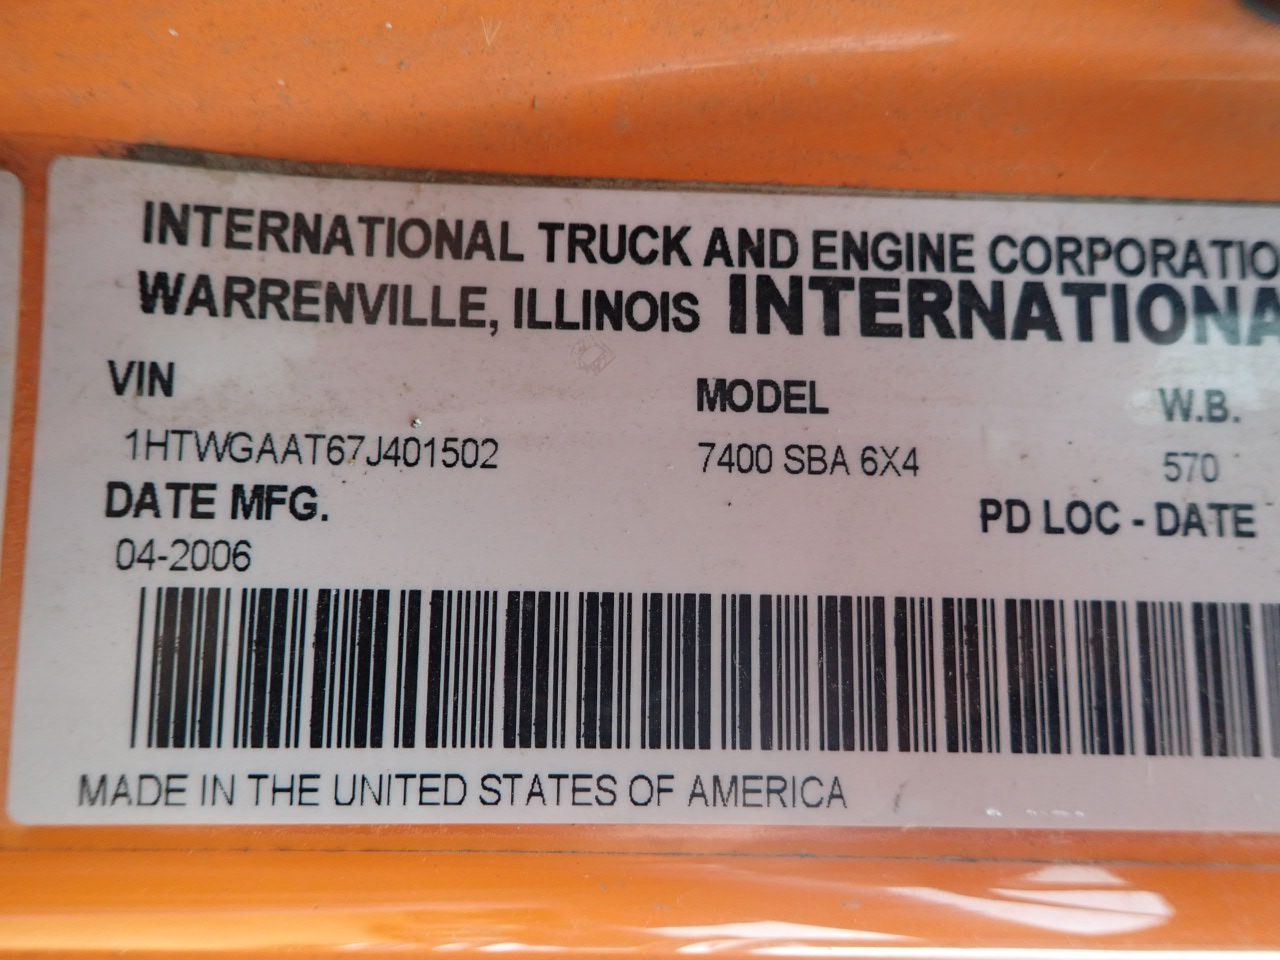 INTERNATIONAL TRUCK AND ENGINE CORPORATIO
WARRENVILLE, ILLINOIS INTERNATIONA
VIN MODEL W.B.
1HTWGAAT67J401502 7400 SBA 6X4 570
DATE MFG. PD LOC - DATE
04-2006
MADE IN THE UNITED STATES OF AMERICA